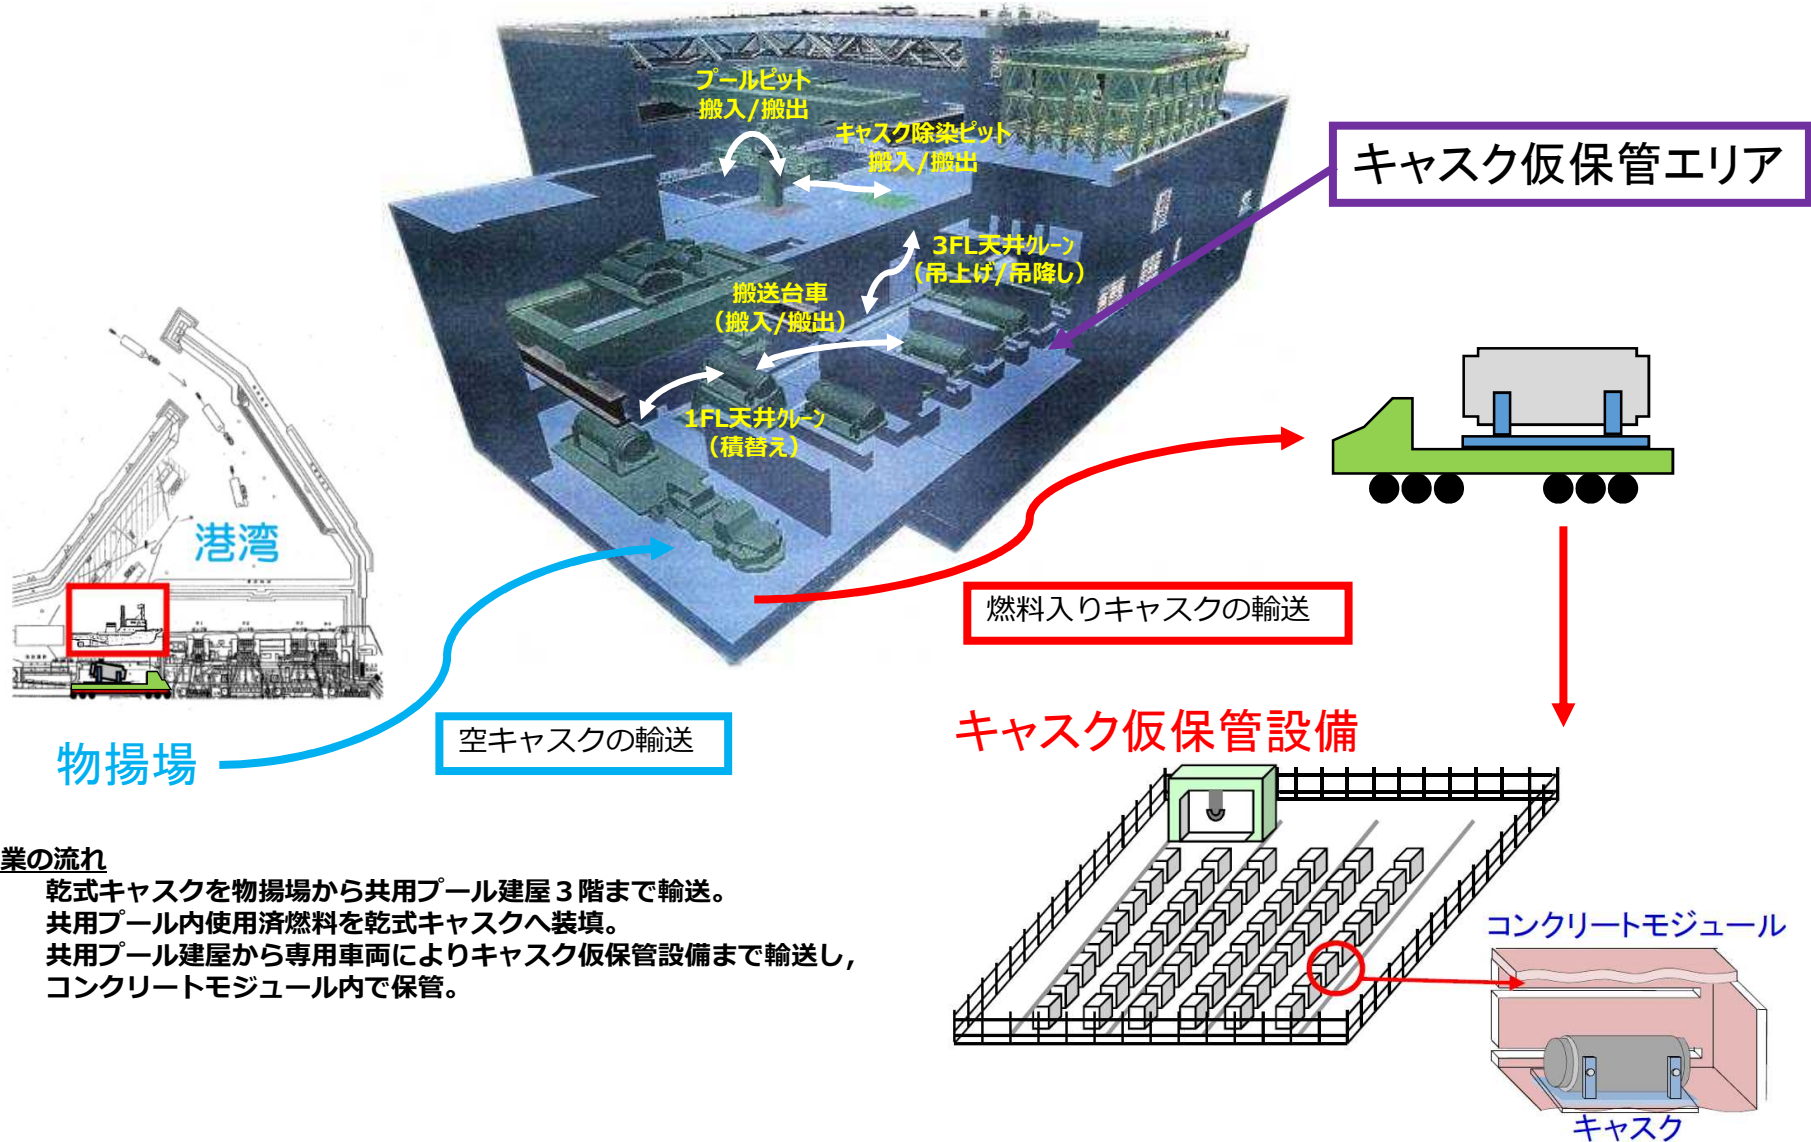 プールピット
搬入/搬出
キャスク除染ピット
搬入/搬出
キャスク仮保管エリア
3FL天井クレーン
（吊上げ/吊降し）
搬送台車
（搬入/搬出）
1FL天井クレーン
（積替え）
港湾
燃料入りキャスクの輸送
空キャスクの輸送
物揚場
キャスク仮保管設備
業の流れ
乾式キャスクを物揚場から共用プール建屋３階まで輸送。
共用プール内使用済燃料を乾式キャスクへ装填。
共用プール建屋から専用車両によりキャスク仮保管設備まで輸送し，
コンクリートモジュール内で保管。
コンクリートモジュール
キャスク